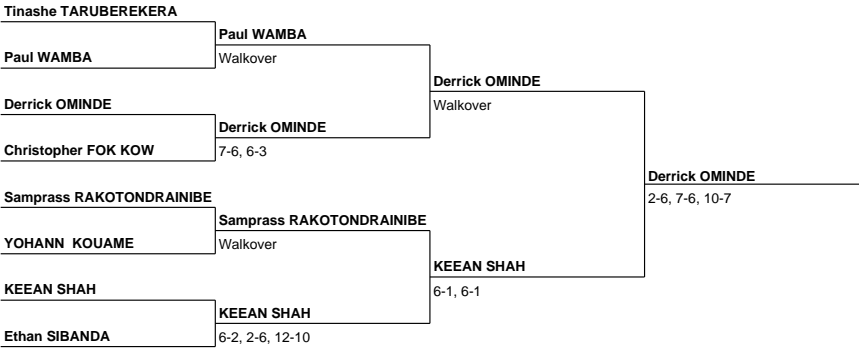 Tinashe TARUBEREKERA
Paul WAMBA
Paul WAMBA
Walkover
Derrick OMINDE
Walkover
Derrick OMINDE
Derrick OMINDE
Christopher FOK KOW
7-6, 6-3
Derrick OMINDE
2-6, 7-6, 10-7
Samprass RAKOTONDRAINIBE
Samprass RAKOTONDRAINIBE
YOHANN  KOUAME
Walkover
KEEAN SHAH
6-1, 6-1
KEEAN SHAH
KEEAN SHAH
Ethan SIBANDA
6-2, 2-6, 12-10